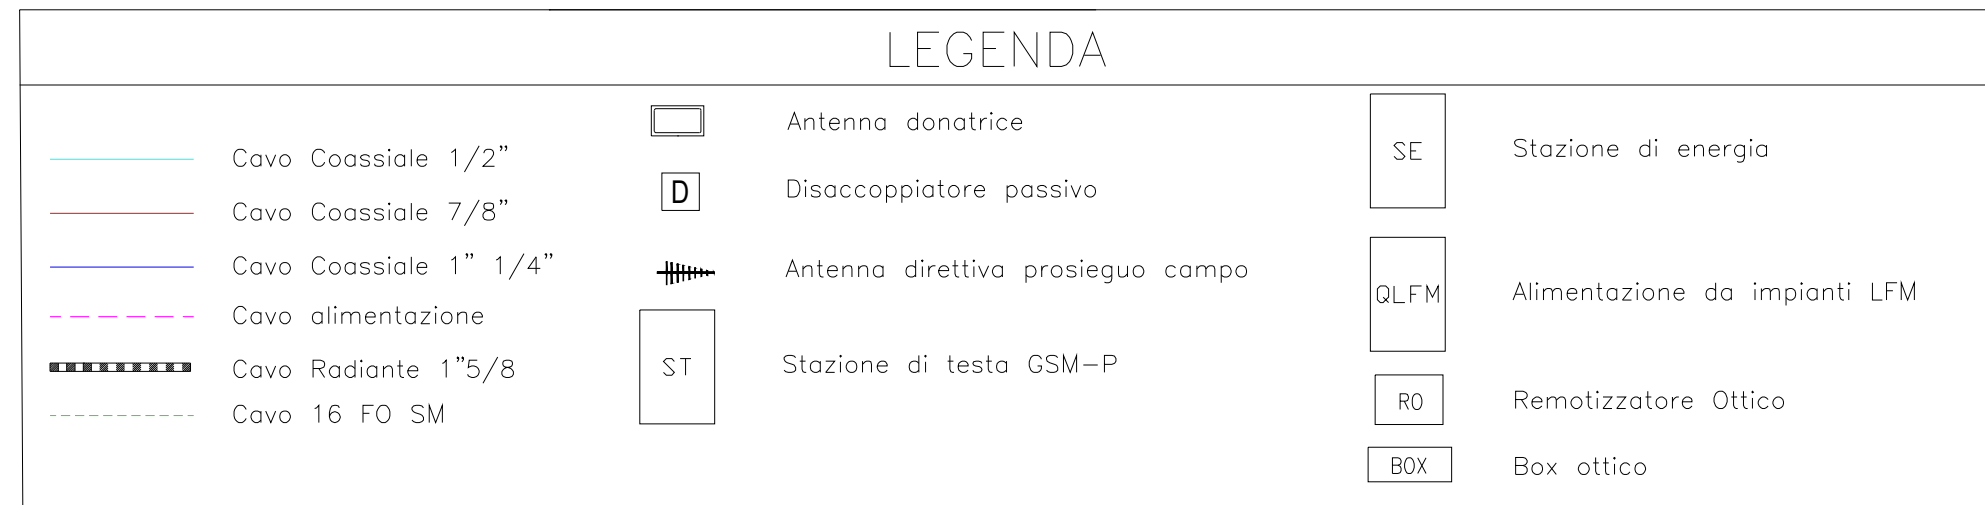 LEGENDA
Cavo Coassiale 1/2"
Cavo Coassiale 7/8"
Cavo Coassiale 1" 1/4"
Cavo alimentazione
Cavo Radiante 1"5/8
Cavo 16 FO SM
Antenna donatrice
D Disaccoppiatore passivo
Antenna direttiva prosieguo campo
ST Stazione di testa GSM-P
SE Stazione di energia
QLFM Alimentazione da impianti LFM
RO Remotizzatore Ottico
BOX Box ottico